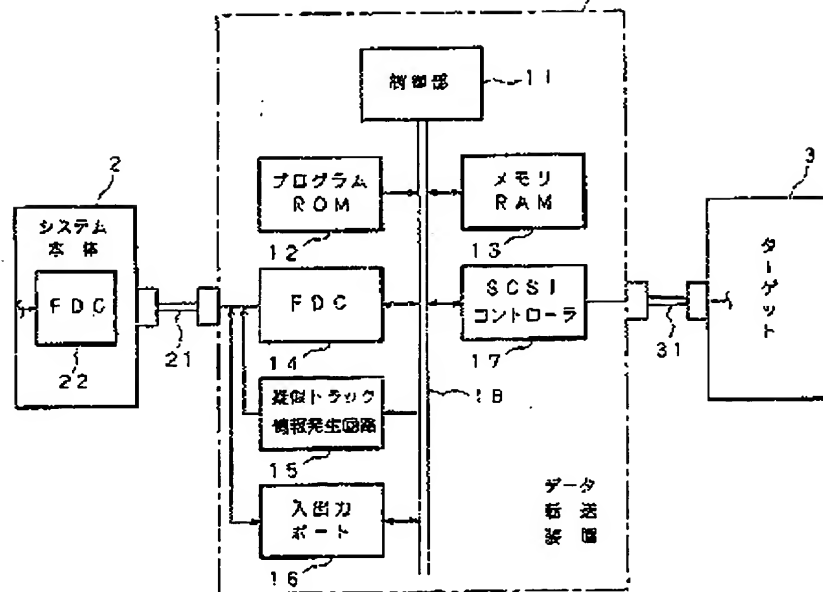 制御部
11
プログラム
ROM
12
メモリ
RAM
13
2
システム
本体
FDC
22
21
FDC
14
SCSI
コントローラ
17
31
3
ターゲット
疑似トラック
情報発生回路
15
18
入出力
ポート
16
データ
転送
装置